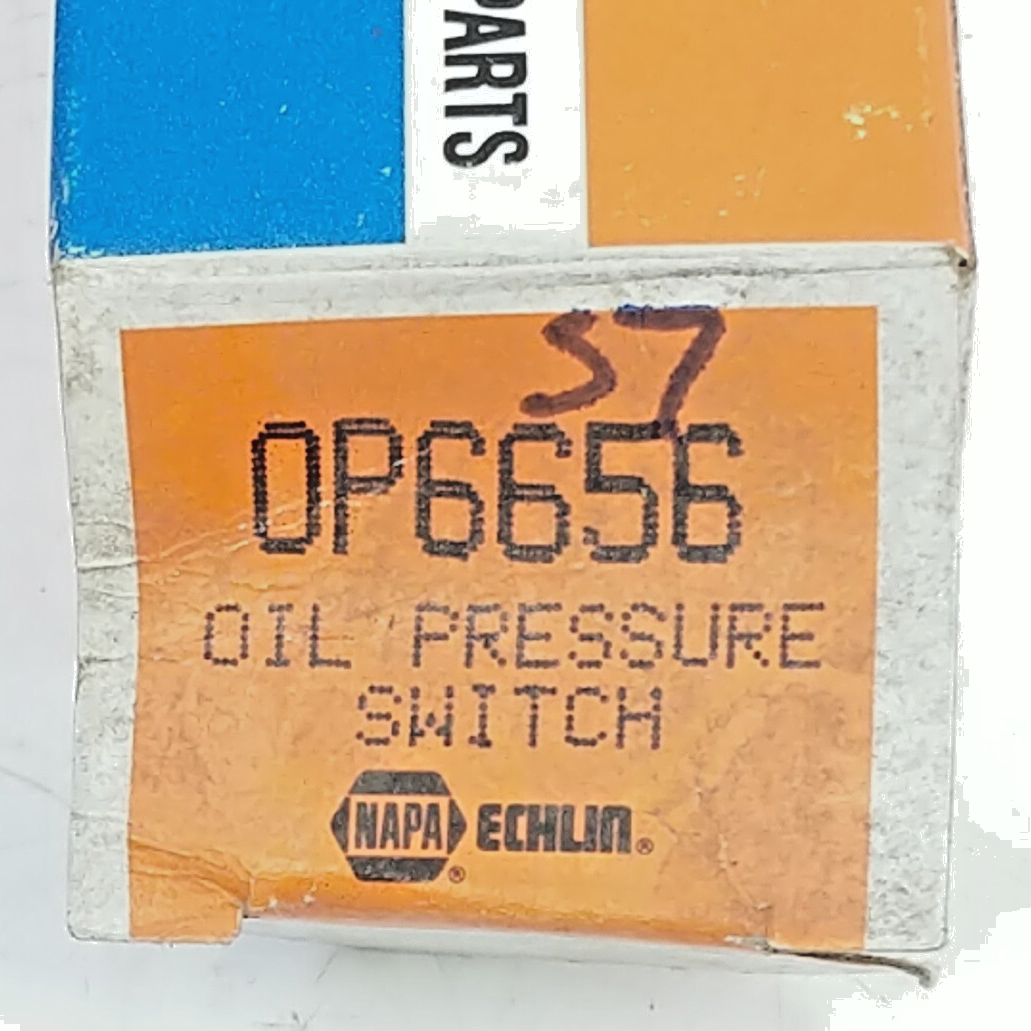 PARTS
57
OP6656
OIL PRESSURE
SWITCH
NAPA® ECHLIN®